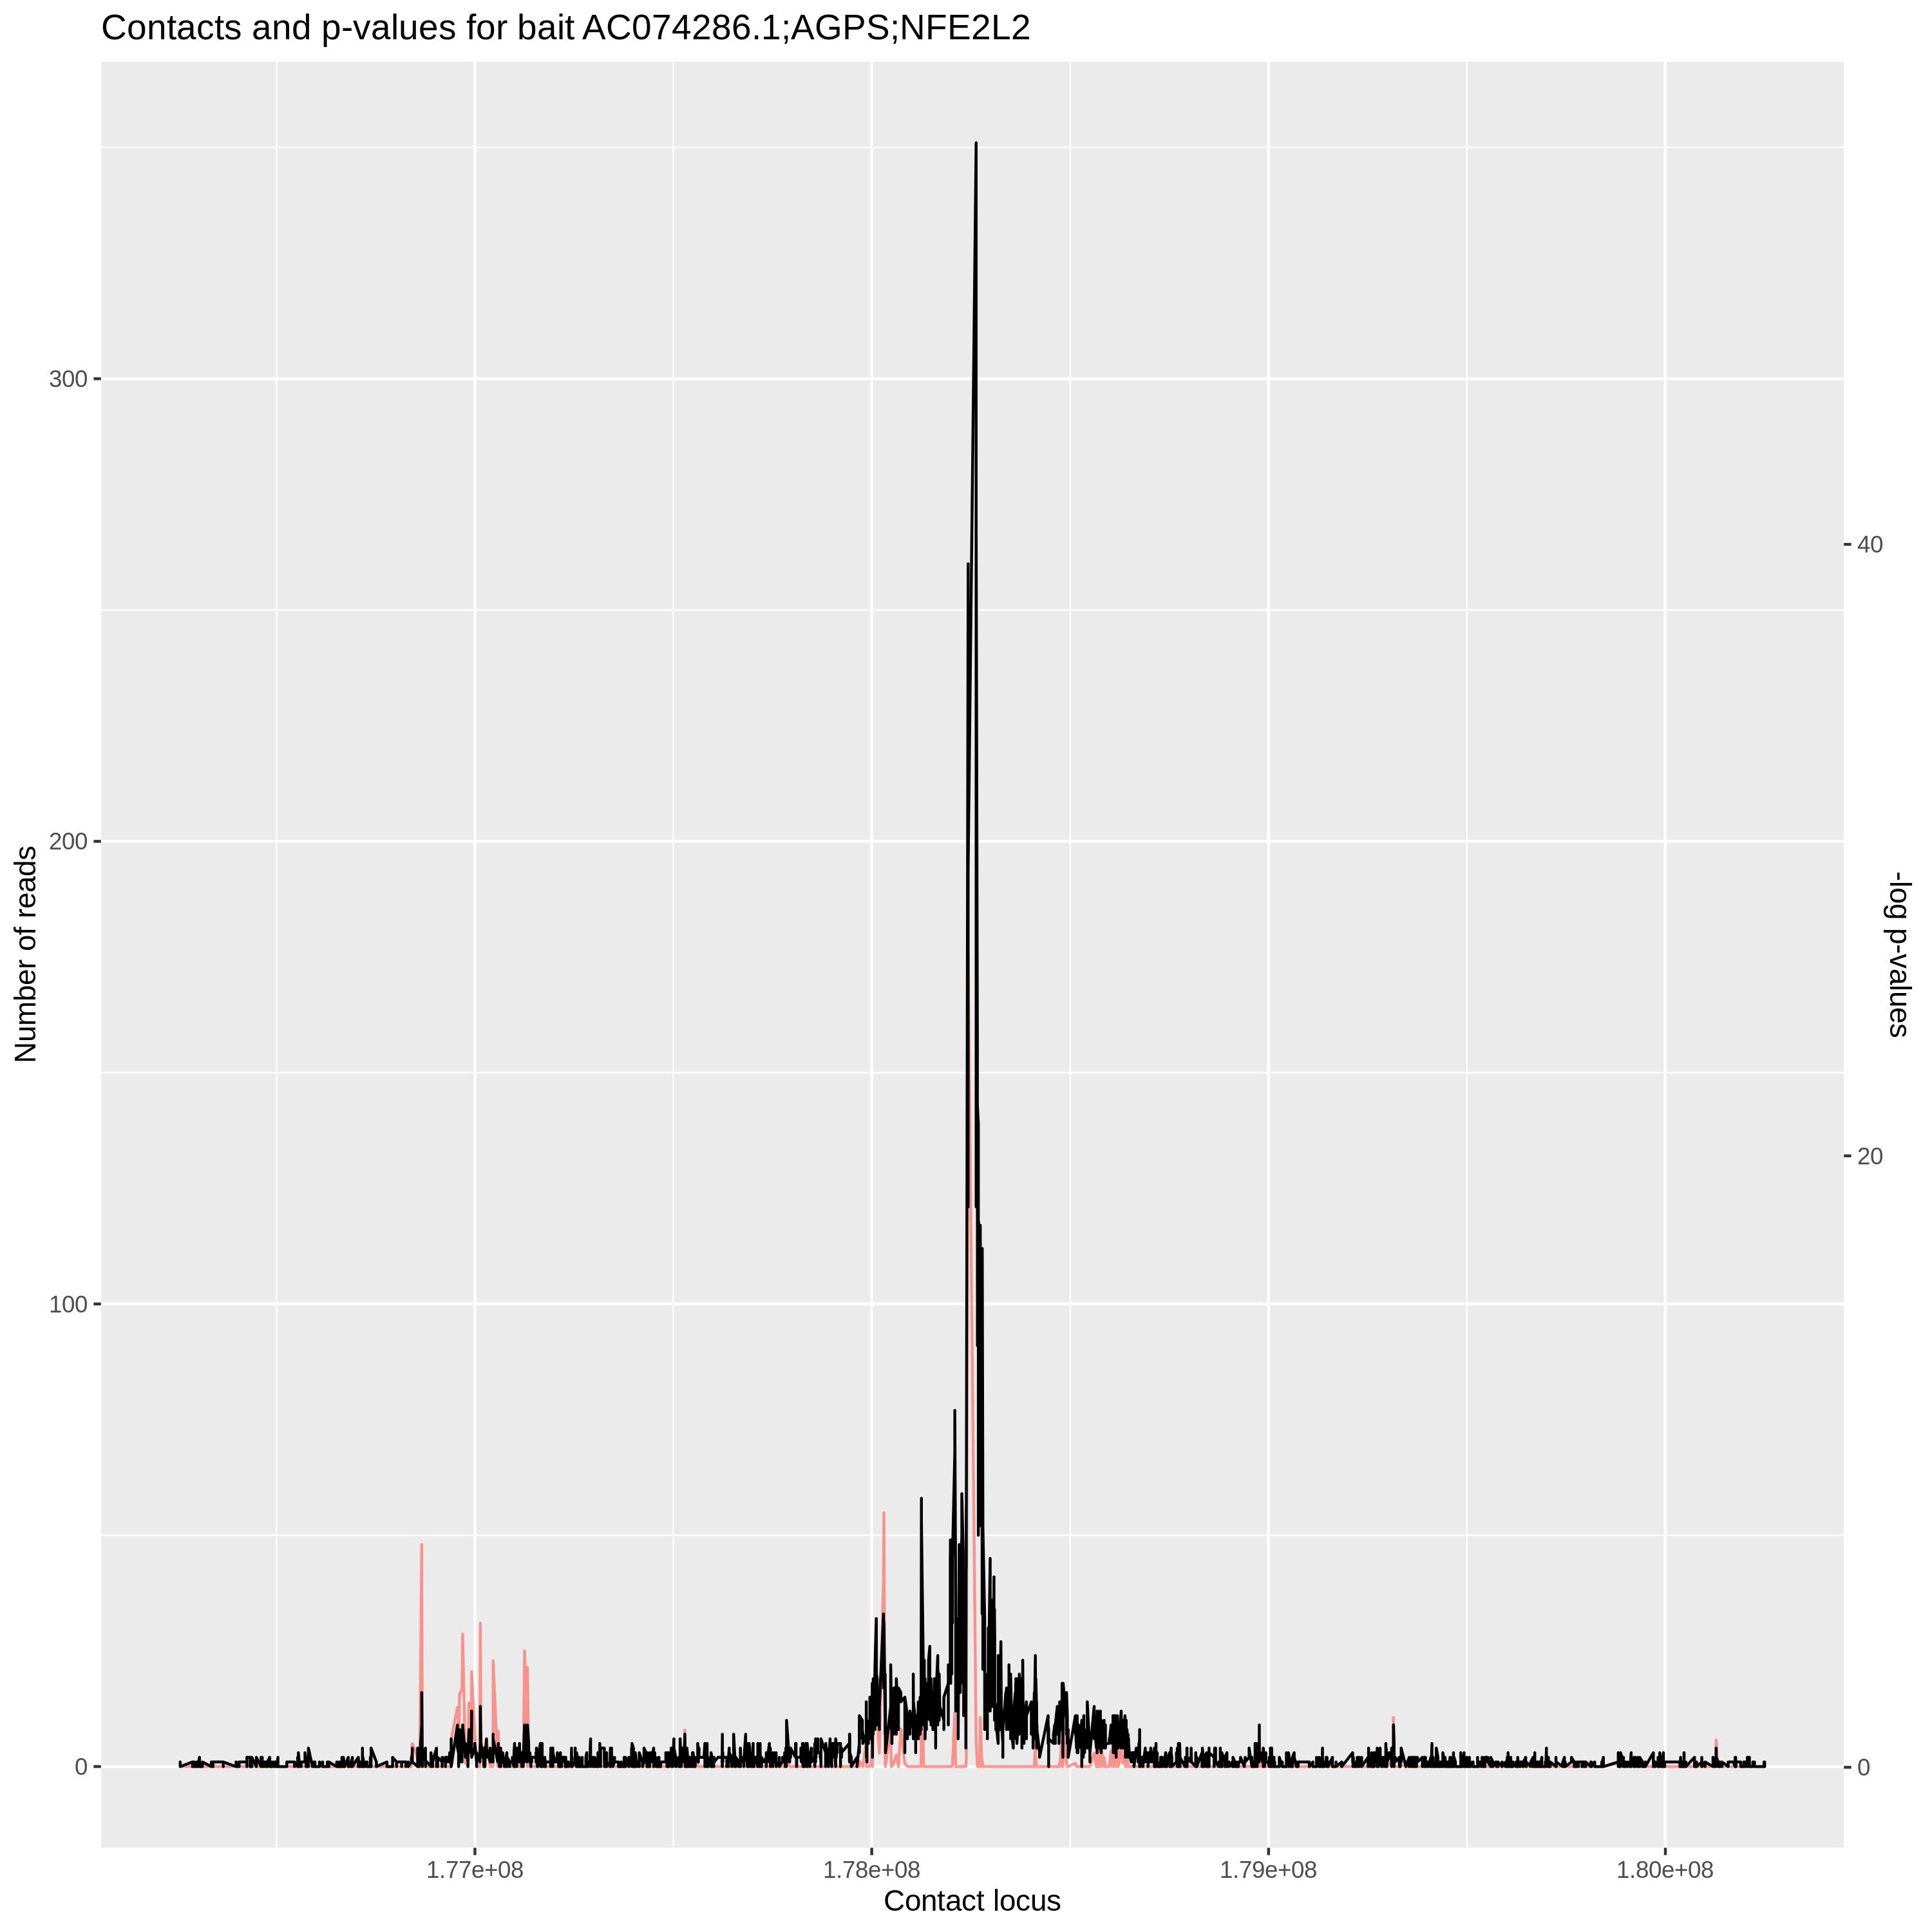 Contacts and p-values for bait AC074286.1;AGPS;NFE2L2
300
200
100
0
Number of reads
40
20
0
-log p-values
1.77e+08 1.78e+08 1.79e+08 1.80e+08
Contact locus